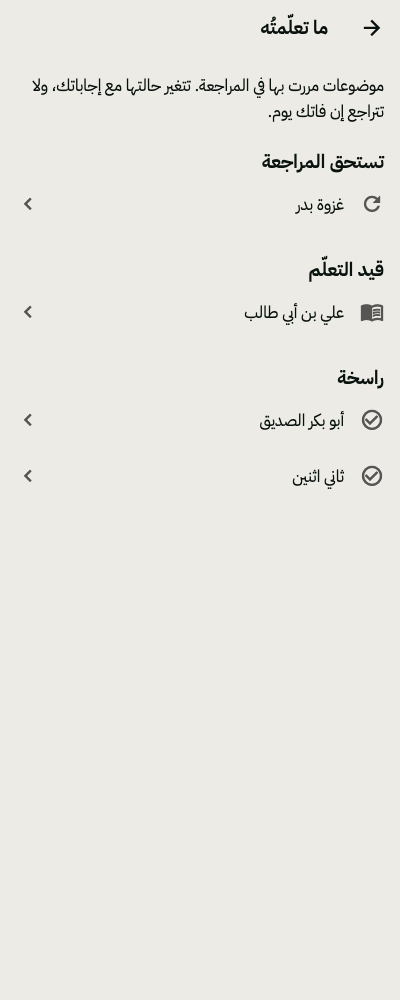 ما تعلّمتُه
موضوعات مررت بها في المراجعة. تتغير حالتها مع إجاباتك، ولا
تتراجع إن فاتك يوم.
تستحق المراجعة
غزوة بدر
قيد التعلّم
علي بن أبي طالب
راسخة
أبو بكر الصديق
ثاني اثنين